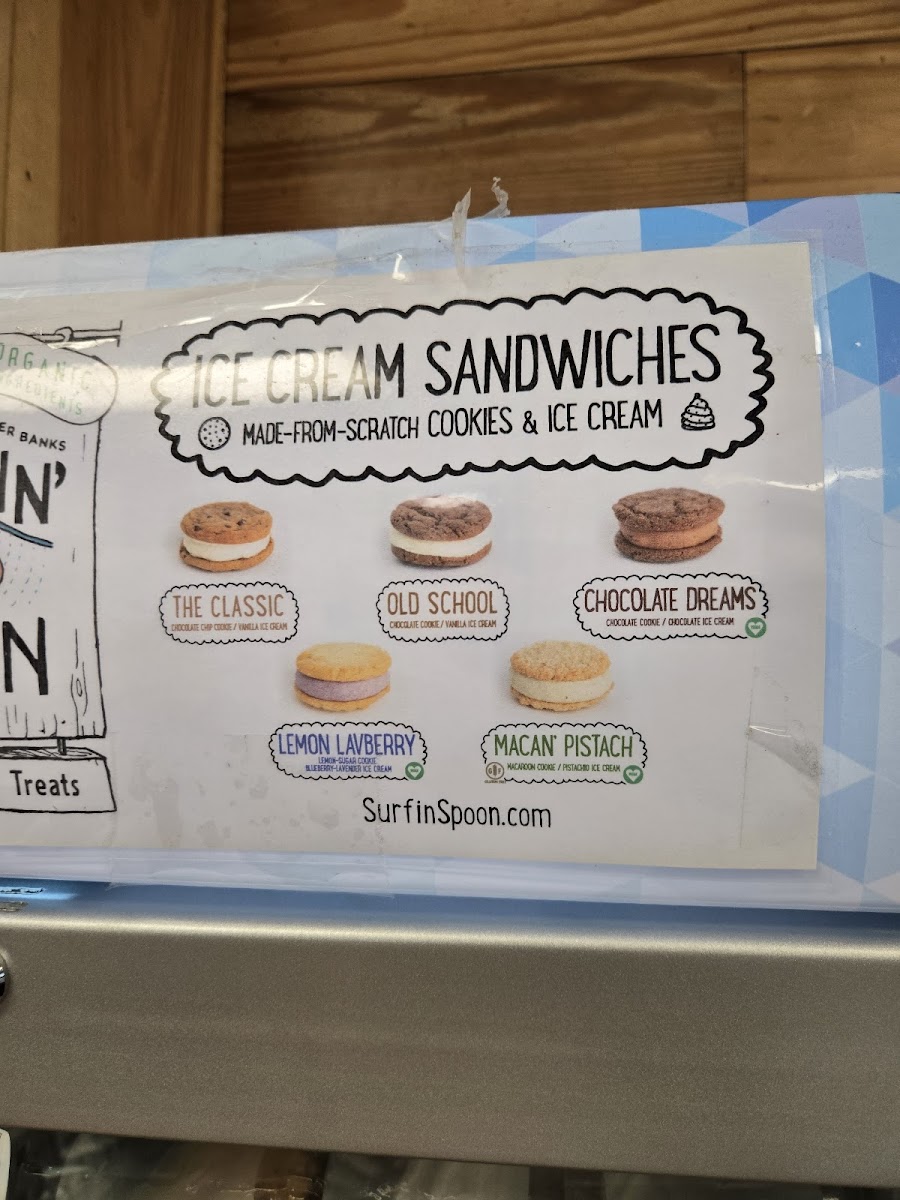 ORGANIC
ER BANKS
IN'
N
Treats
ICE CREAM SANDWICHES
MADE-FROM-SCRATCH COOKIES & ICE CREAM
THE CLASSIC
CHOCOLATE CHIP COOKIE / VANILLA ICE CREAM
OLD SCHOOL
CHOCOLATE COOKIE / VANILLA ICE CREAM
CHOCOLATE DREAMS
CHOCOLATE COOKIE / CHOCOLATE ICE CREAM
LEMON LAVBERRY
LEMON-SUGAR COOKIE
BLUEBERRY-LAVENDER ICE CREAM
MACAN' PISTACH
MACAROON COOKIE / PISTACHIO ICE CREAM
SurfinSpoon.com